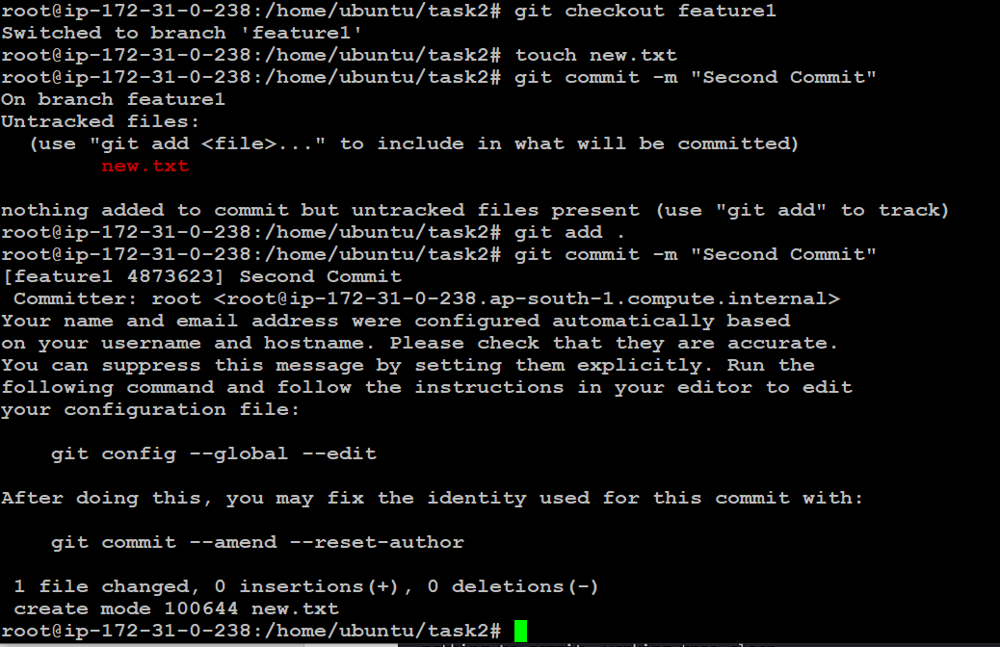 root@ip-172-31-0-238:/home/ubuntu/task2# git checkout feature1
Switched to branch 'feature1'
root@ip-172-31-0-238:/home/ubuntu/task2# touch new.txt
root@ip-172-31-0-238:/home/ubuntu/task2# git commit -m "Second Commit"
On branch feature1
Untracked files:
  (use "git add <file>..." to include in what will be committed)
        new.txt

nothing added to commit but untracked files present (use "git add" to track)
root@ip-172-31-0-238:/home/ubuntu/task2# git add .
root@ip-172-31-0-238:/home/ubuntu/task2# git commit -m "Second Commit"
[feature1 4873623] Second Commit
 Committer: root <root@ip-172-31-0-238.ap-south-1.compute.internal>
Your name and email address were configured automatically based
on your username and hostname. Please check that they are accurate.
You can suppress this message by setting them explicitly. Run the
following command and follow the instructions in your editor to edit
your configuration file:

    git config --global --edit

After doing this, you may fix the identity used for this commit with:

    git commit --amend --reset-author

 1 file changed, 0 insertions(+), 0 deletions(-)
 create mode 100644 new.txt
root@ip-172-31-0-238:/home/ubuntu/task2#